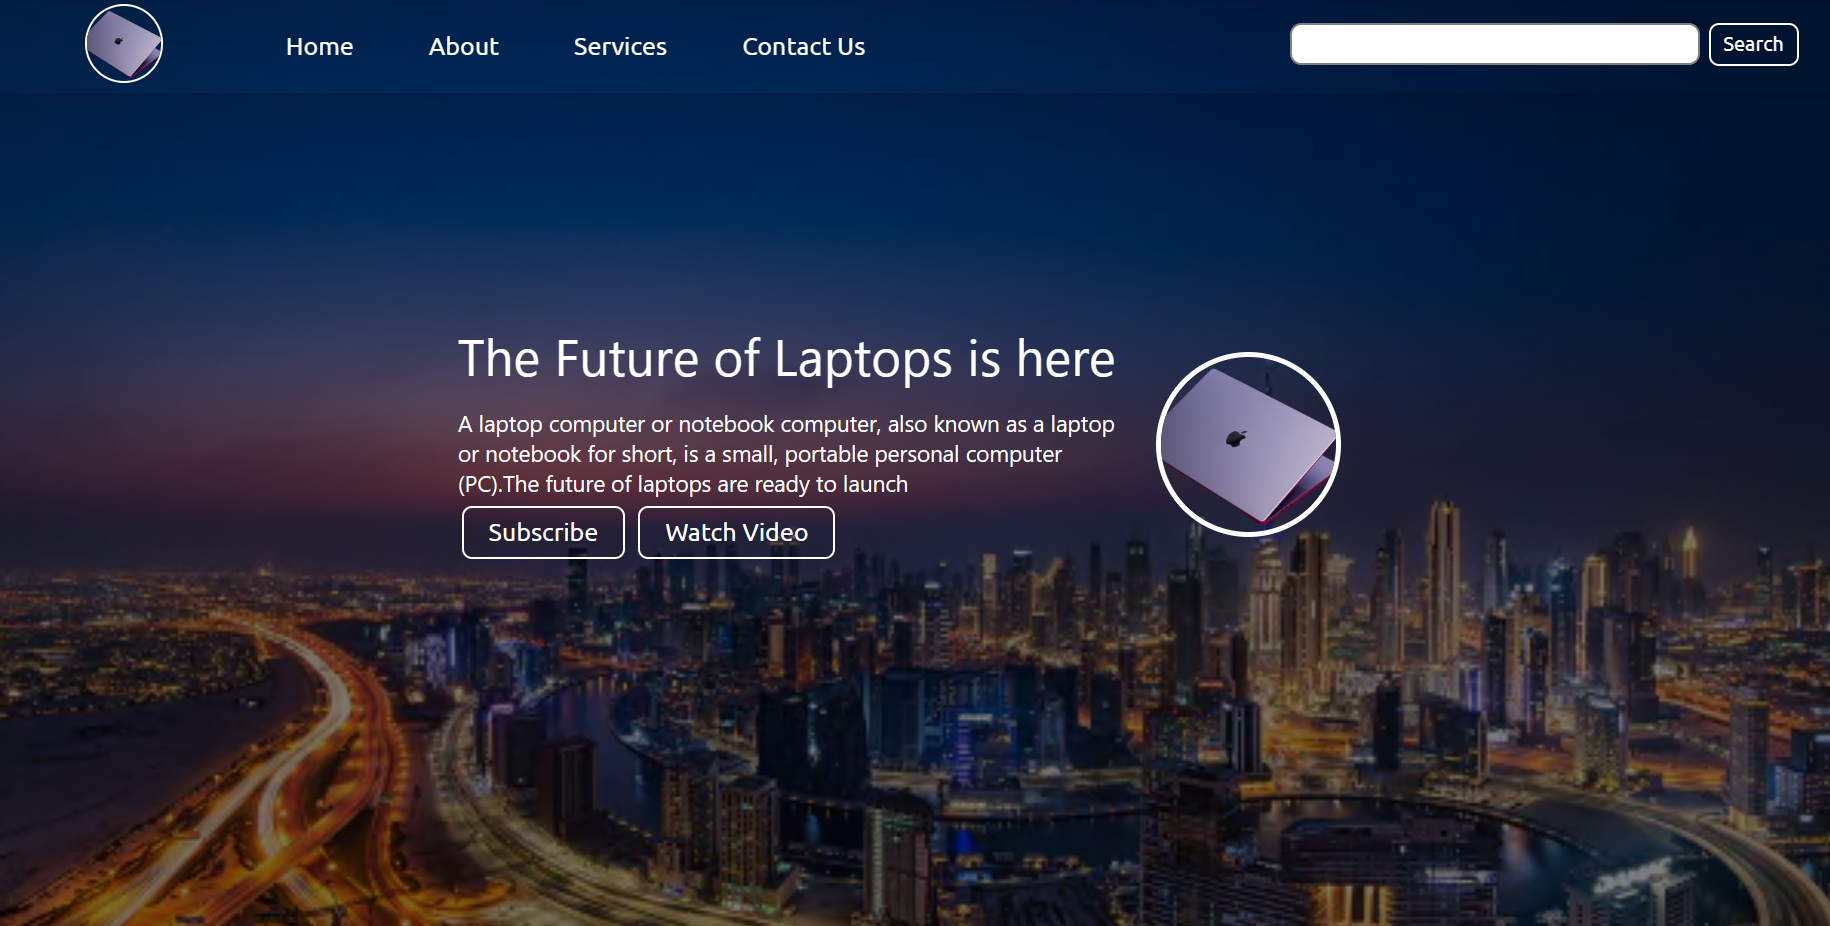 Home About Services Contact Us Search
The Future of Laptops is here
A laptop computer or notebook computer, also known as a laptop
or notebook for short, is a small, portable personal computer
(PC).The future of laptops are ready to launch
Subscribe Watch Video